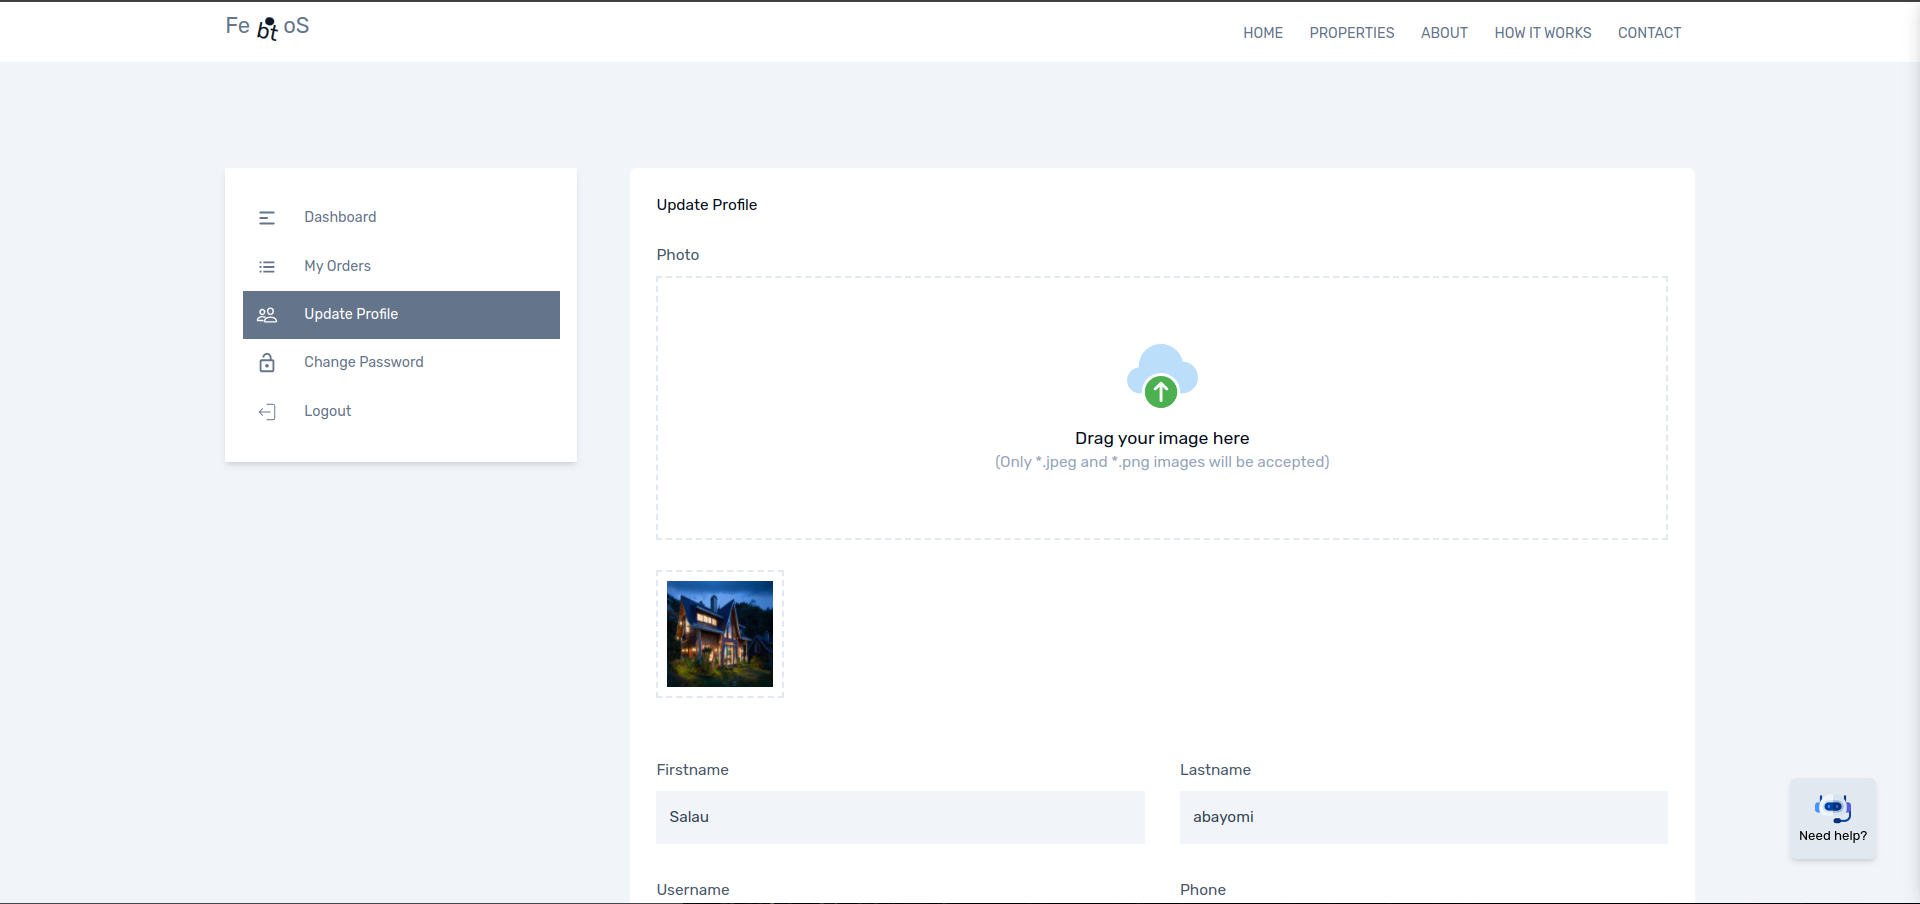 Fe bt oS
HOME PROPERTIES ABOUT HOW IT WORKS CONTACT
Dashboard
My Orders
Update Profile
Change Password
Logout
Update Profile
Photo
Drag your image here
(Only *.jpeg and *.png images will be accepted)
Firstname
Salau
Lastname
abayomi
Username
Phone
Need help?